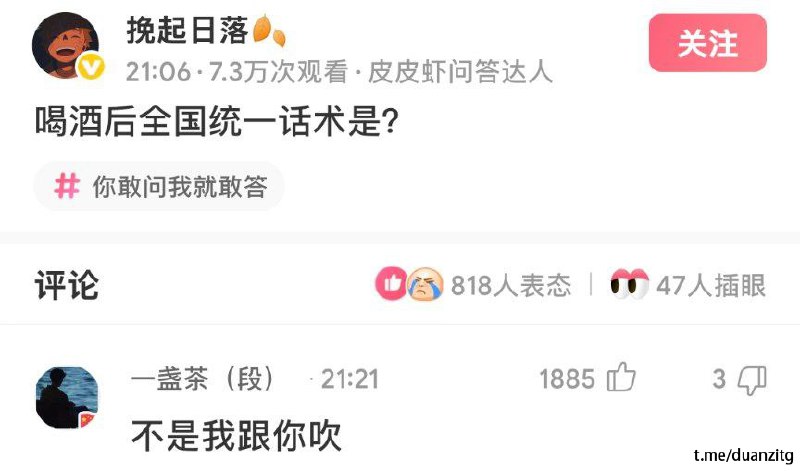 挽起日落
21:06·7.3万次观看·皮皮虾问答达人
关注
喝酒后全国统一话术是?
# 你敢问我就敢答
评论
818人表态
47人插眼
一盏茶（段） ·21:21
1885
3
不是我跟你吹
t.me/duanzitg